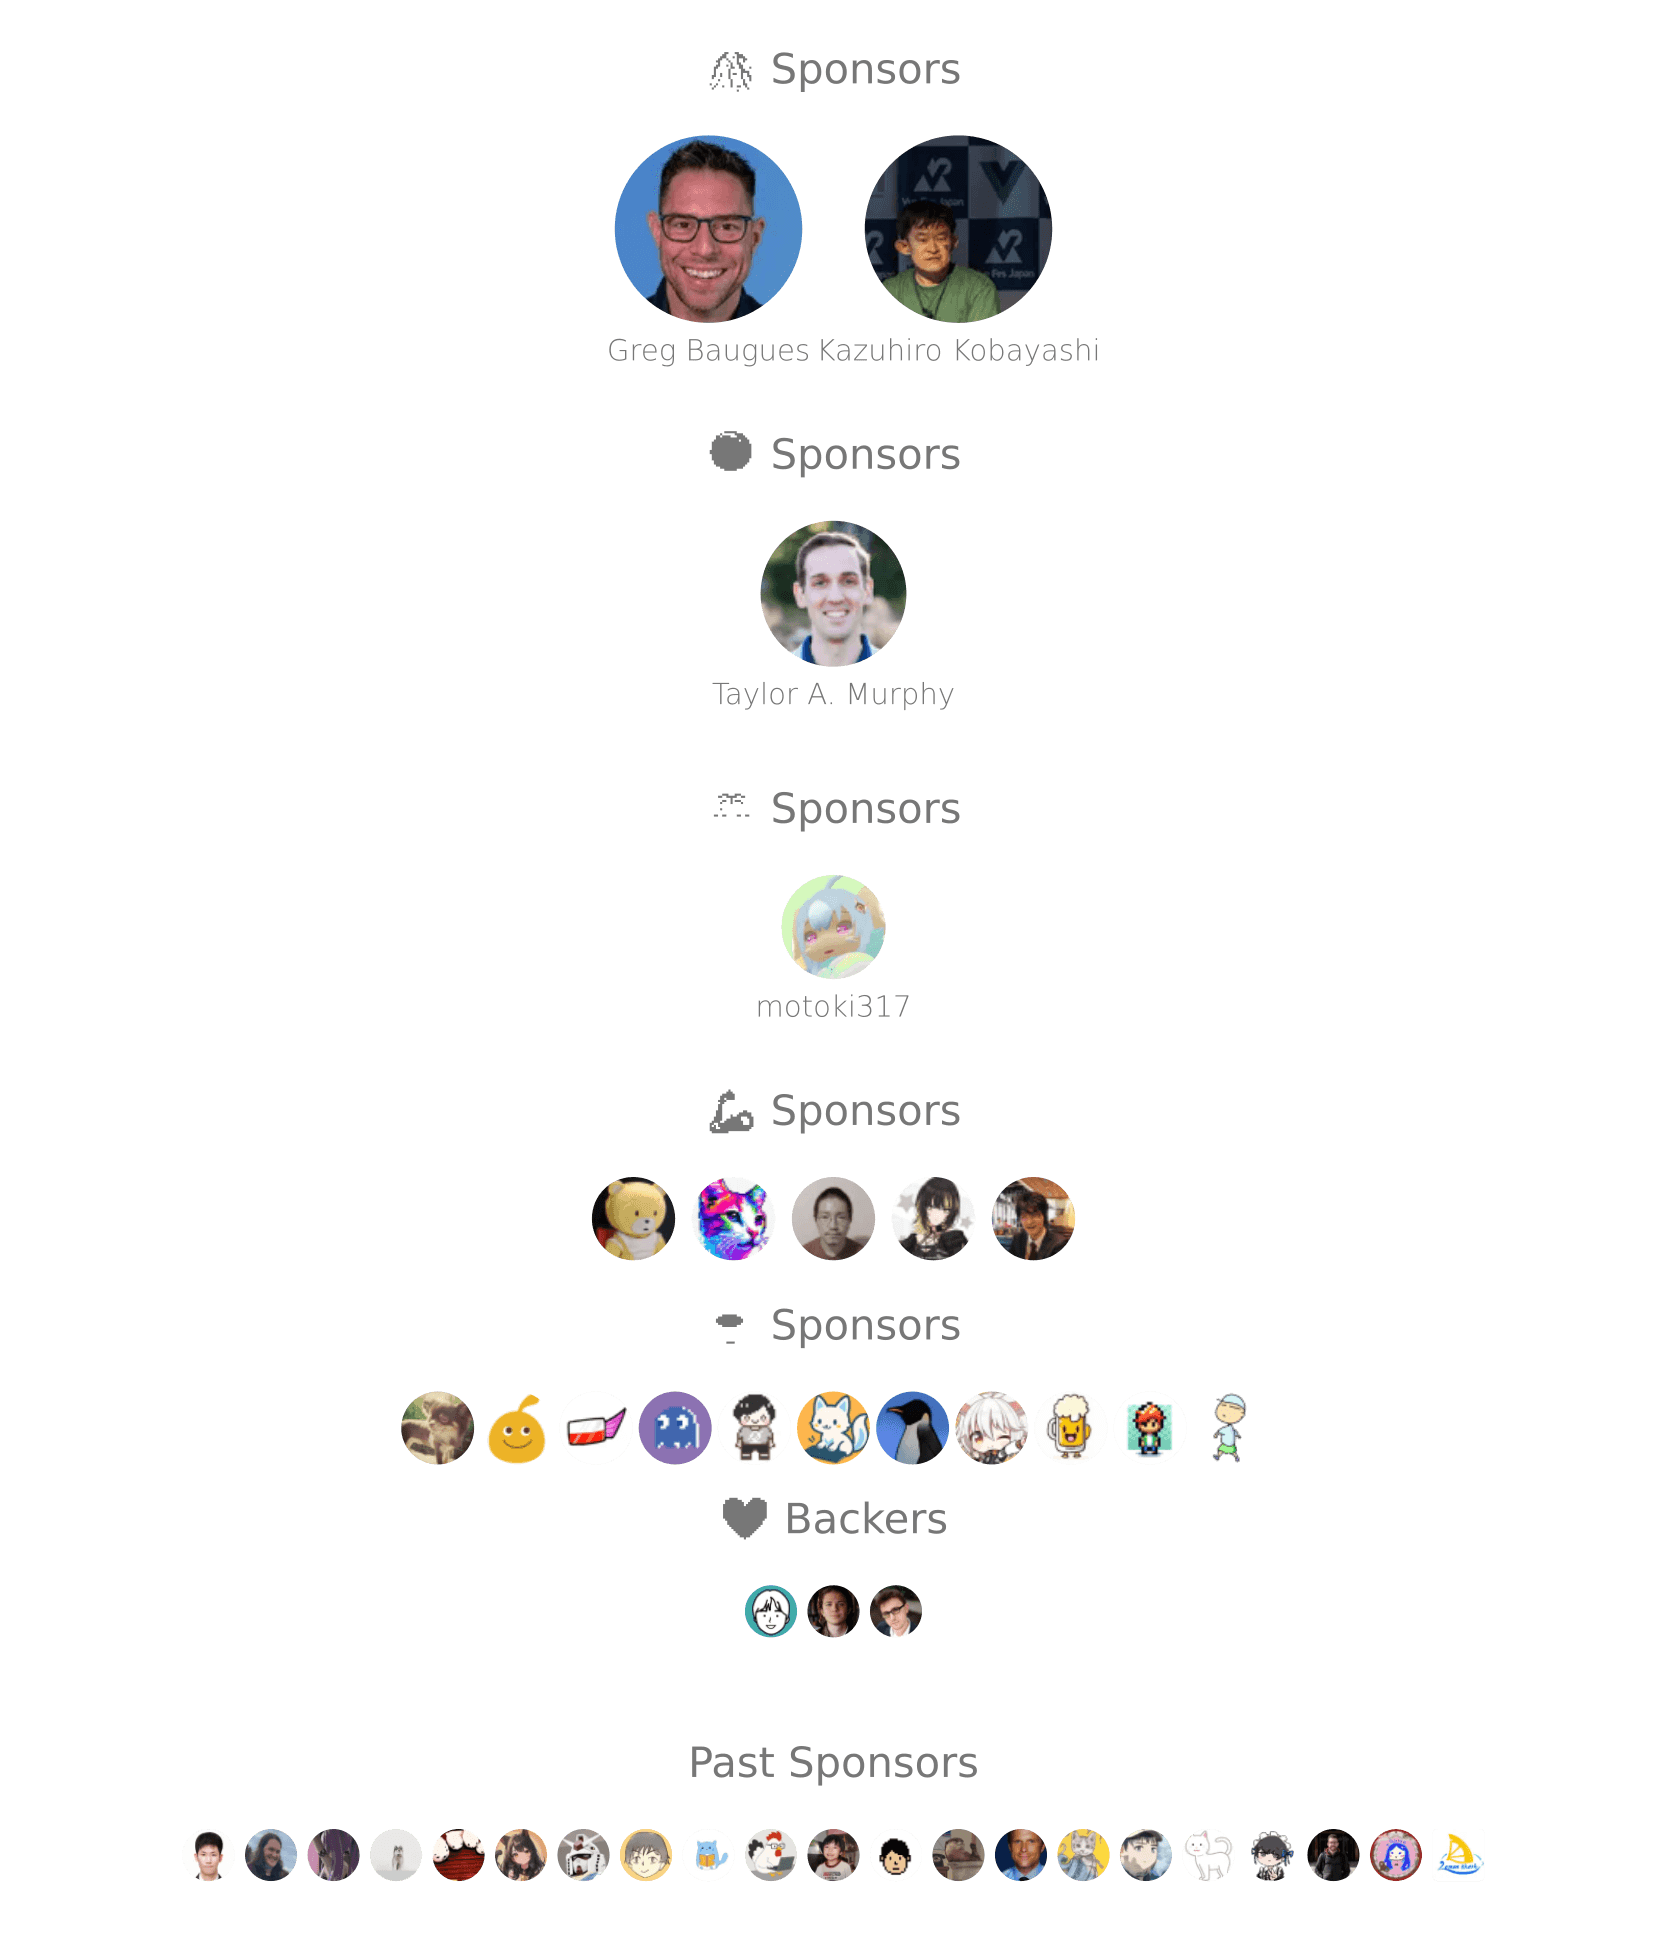 Sponsors
Greg Baugues Kazuhiro Kobayashi
Sponsors
Taylor A. Murphy
Sponsors
motoki317
Sponsors
Sponsors
Backers
Past Sponsors